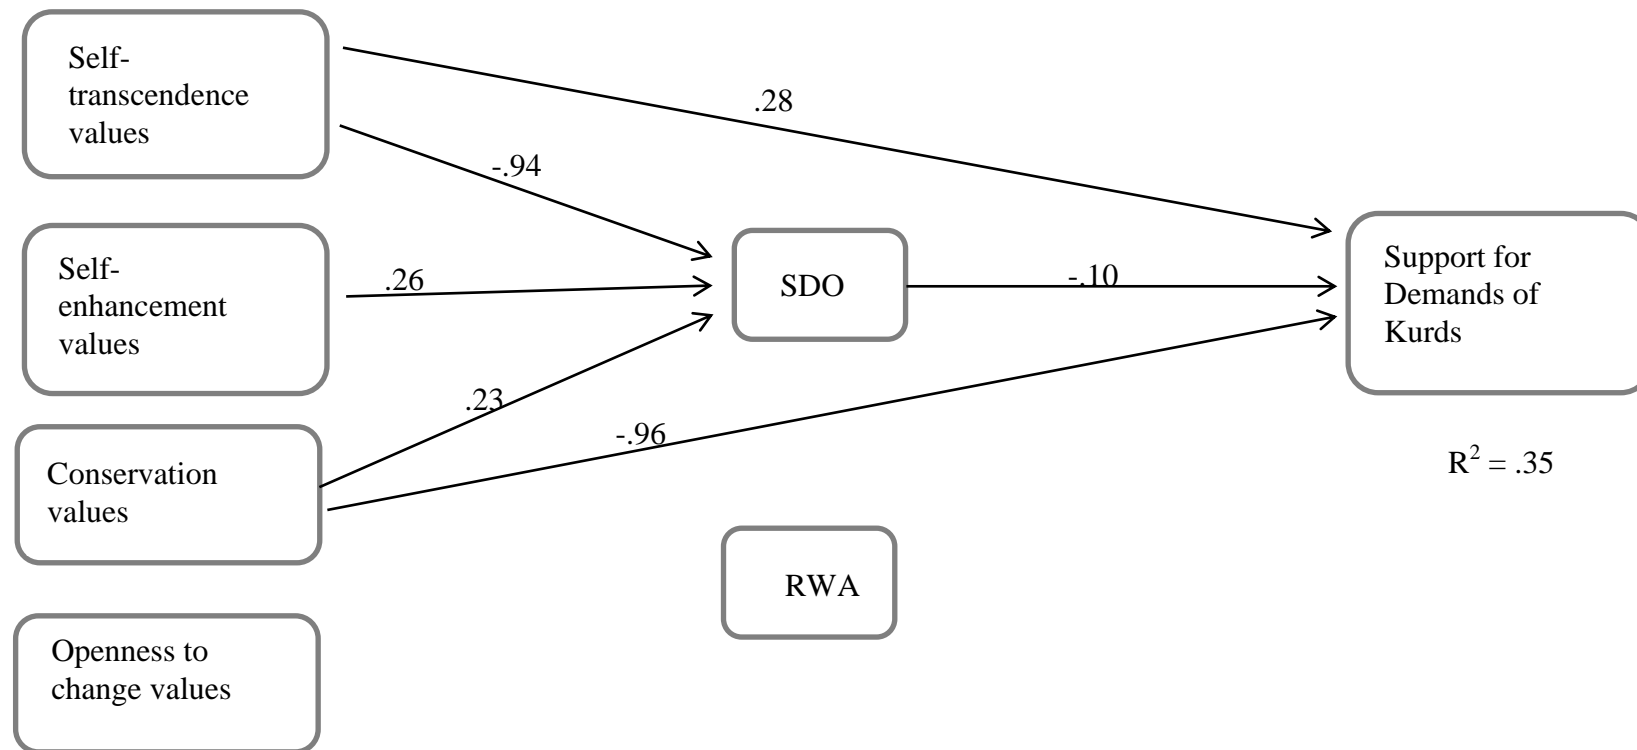 Self-
transcendence
values
.28
-.94
Self-
enhancement
values
.26
SDO
-.10
Support for
Demands of
Kurds
.23
-.96
Conservation
values
R² = .35
RWA
Openness to
change values